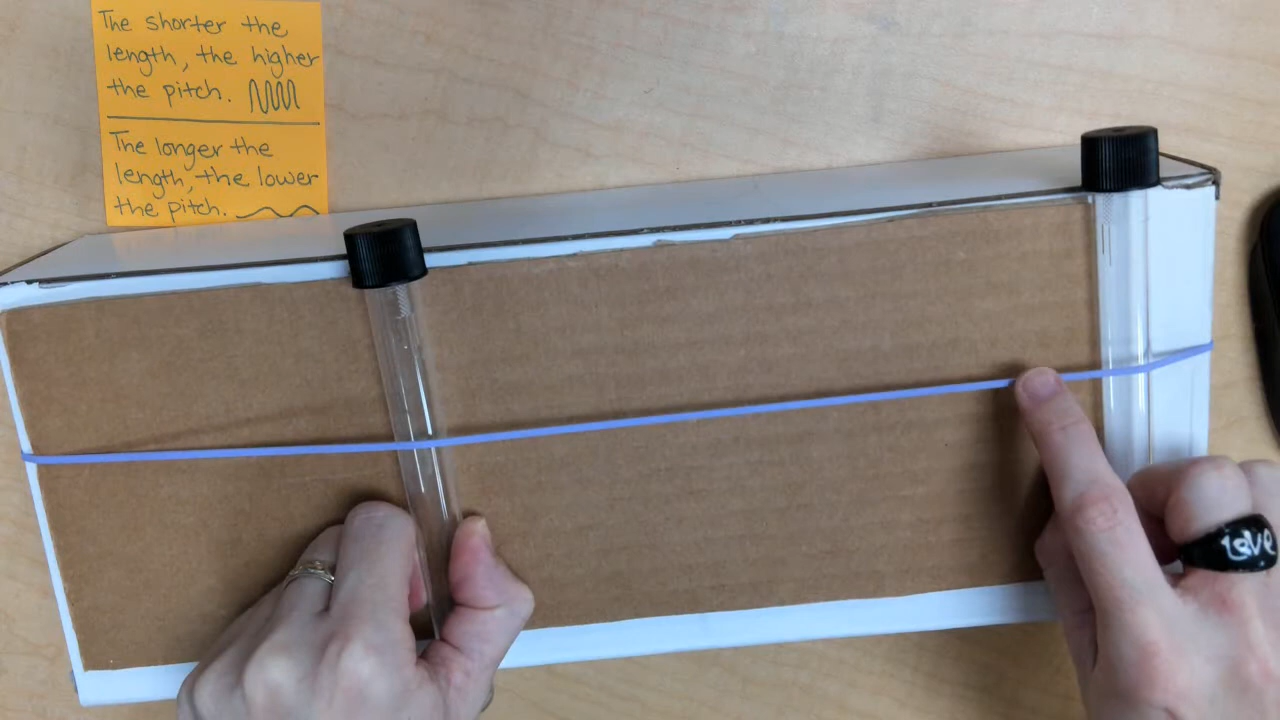 The shorter the
length, the higher
the pitch.
The longer the
length, the lower
the pitch.
Love